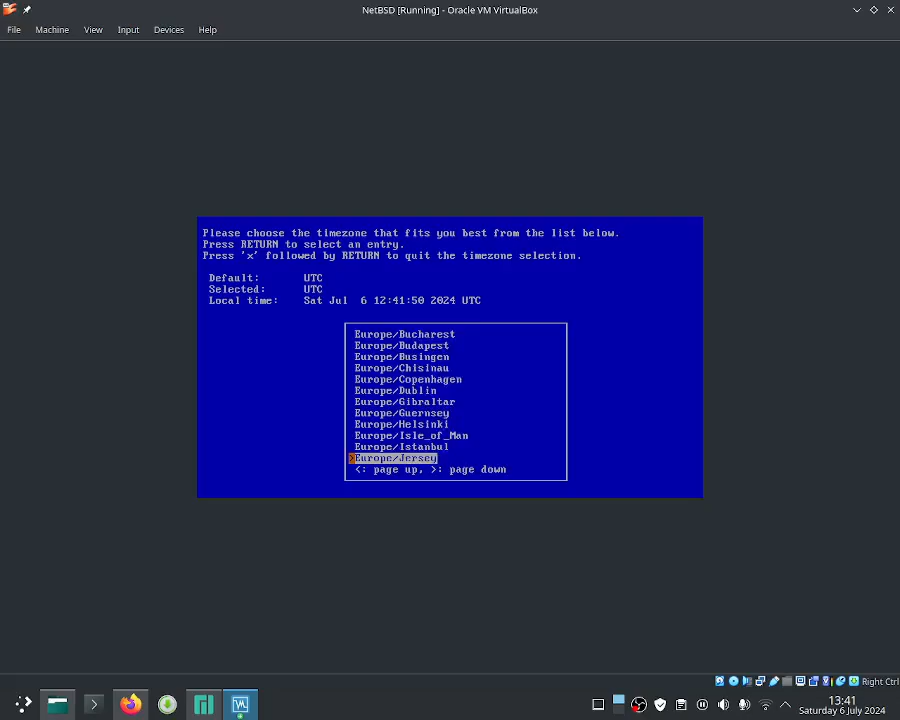 NetBSD [Running] - Oracle VM VirtualBox
File Machine View Input Devices Help
Please choose the timezone that fits you best from the list below.
Press RETURN to select an entry.
Press 'x' followed by RETURN to quit the timezone selection.
Default: UTC
Selected: UTC
Local time: Sat Jul 6 12:41:50 2024 UTC
Europe/Bucharest
Europe/Budapest
Europe/Busingen
Europe/Chisinau
Europe/Copenhagen
Europe/Dublin
Europe/Gibraltar
Europe/Guernsey
Europe/Helsinki
Europe/Isle_of_Man
Europe/Istanbul
>Europe/Jersey
<: page up, >: page down
Right Ctrl
13:41
Saturday 6 July 2024